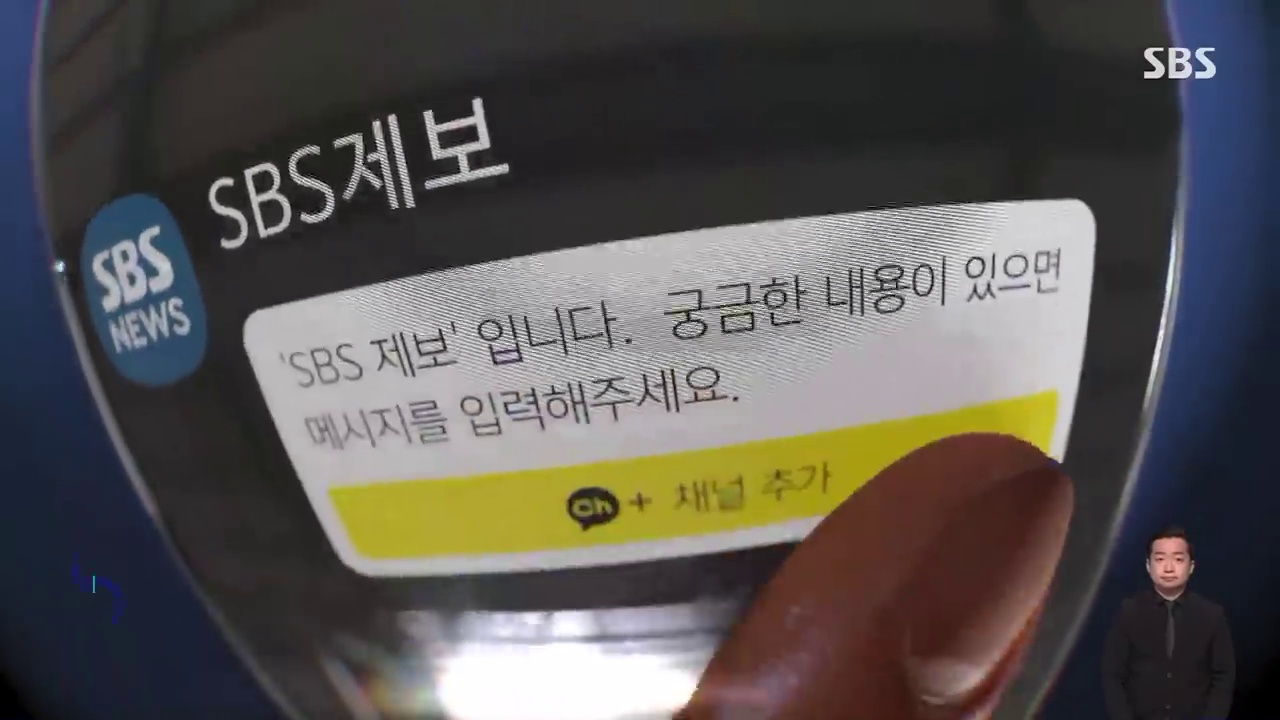 SBS
SBS제보
SBS
NEWS
'SBS 제보' 입니다. 궁금한 내용이 있으면
메시지를 입력해주세요.
Ch + 채널 추가